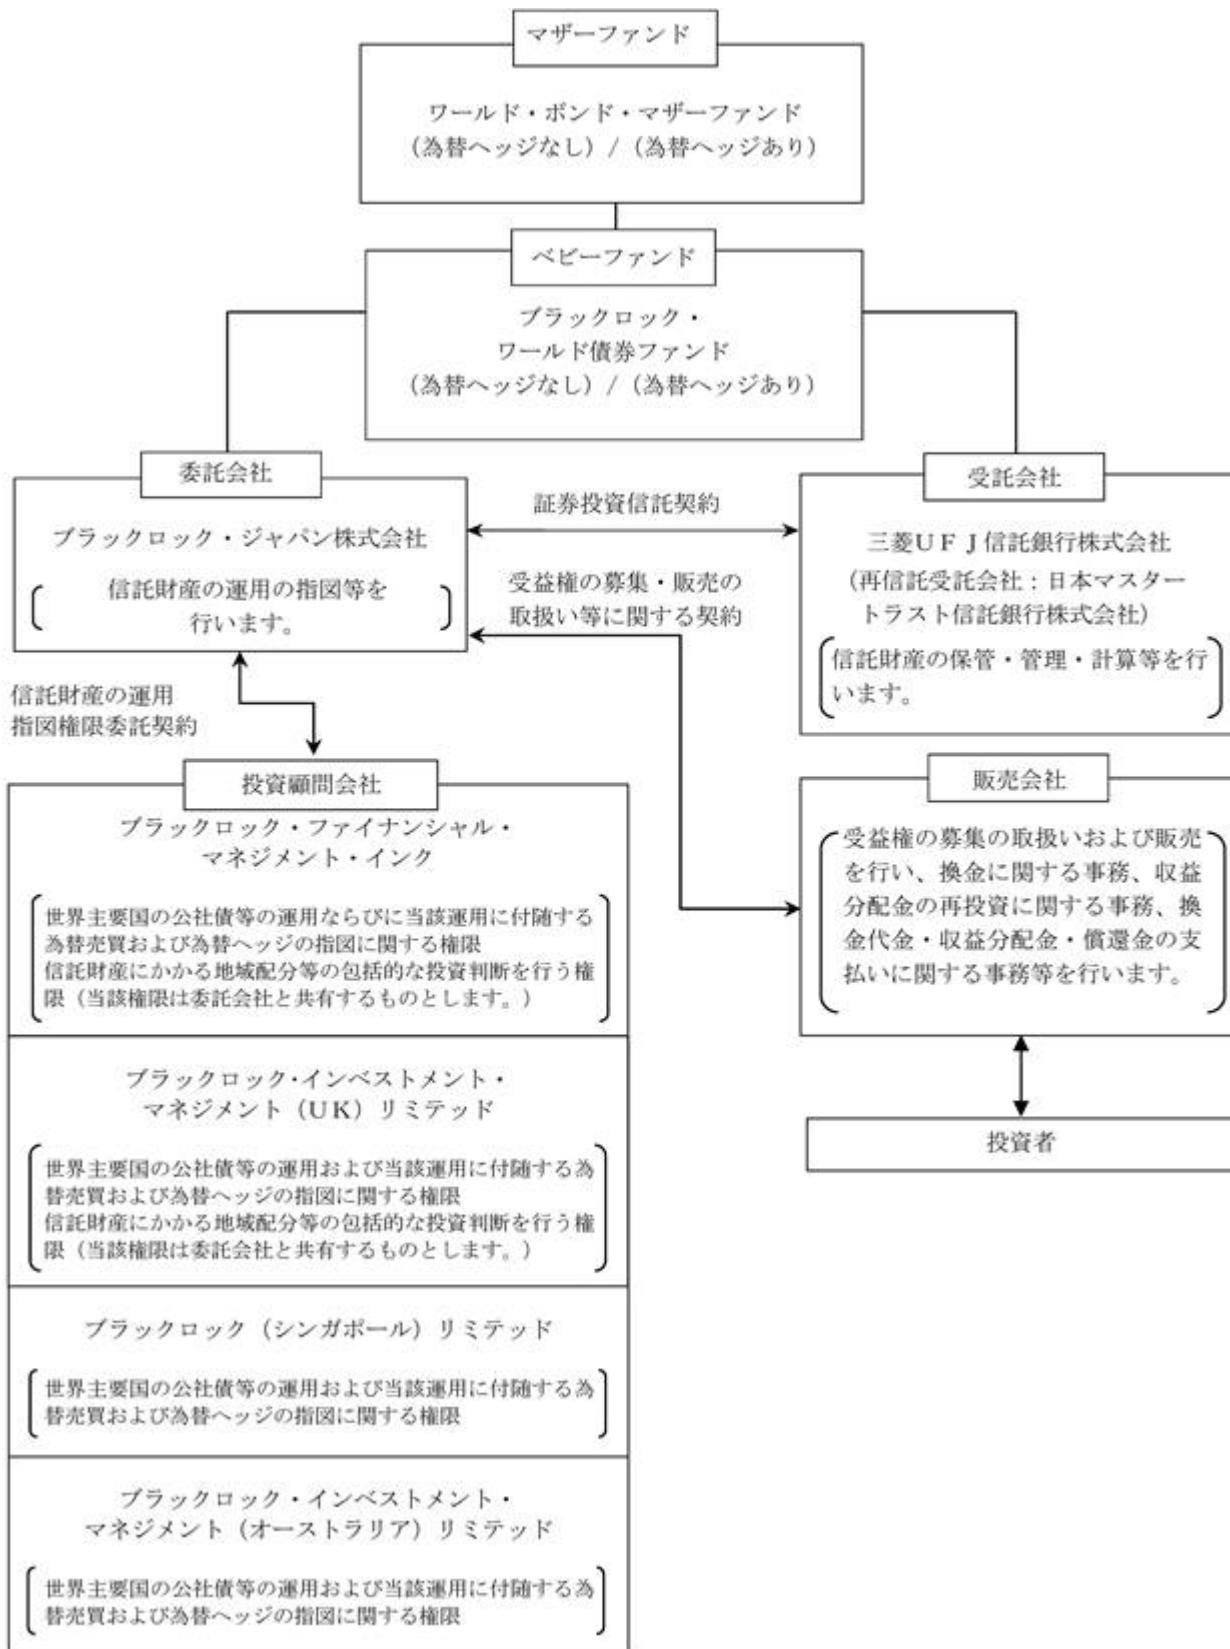 マザーファンド
ワールド・ボンド・マザーファンド
（為替ヘッジなし）/（為替ヘッジあり）
ベビーファンド
ブラックロック・
ワールド債券ファンド
（為替ヘッジなし）/（為替ヘッジあり）
委託会社
ブラックロック・ジャパン株式会社
信託財産の運用の指図等を
行います。
証券投資信託契約
受益権の募集・販売の
取扱い等に関する契約
受託会社
三菱ＵＦＪ信託銀行株式会社
（再信託受託会社：日本マスター
トラスト信託銀行株式会社）
信託財産の保管・管理・計算等を行
います。
信託財産の運用
指図権限委託契約
投資顧問会社
ブラックロック・ファイナンシャル・
マネジメント・インク
世界主要国の公社債等の運用ならびに当該運用に付随する
為替売買および為替ヘッジの指図に関する権限
信託財産にかかる地域配分等の包括的な投資判断を行う権
限（当該権限は委託会社と共有するものとします。）
ブラックロック・インベストメント・
マネジメント（ＵＫ）リミテッド
世界主要国の公社債等の運用および当該運用に付随する為
替売買および為替ヘッジの指図に関する権限
信託財産にかかる地域配分等の包括的な投資判断を行う権
限（当該権限は委託会社と共有するものとします。）
ブラックロック（シンガポール）リミテッド
世界主要国の公社債等の運用および当該運用に付随する為
替売買および為替ヘッジの指図に関する権限
ブラックロック・インベストメント・
マネジメント（オーストラリア）リミテッド
世界主要国の公社債等の運用および当該運用に付随する為
替売買および為替ヘッジの指図に関する権限
販売会社
受益権の募集の取扱いおよび販売
を行い、換金に関する事務、収益
分配金の再投資に関する事務、換
金代金・収益分配金・償還金の支
払いに関する事務等を行います。
投資者